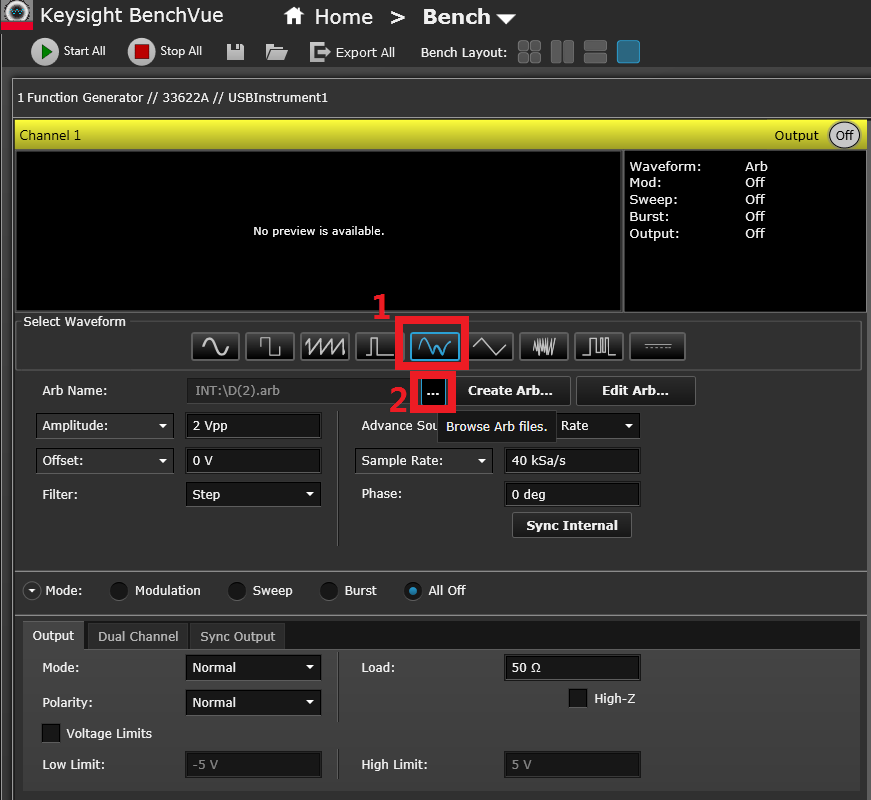 Keysight BenchVue
Home > Bench
Start All Stop All Export All Bench Layout:
1 Function Generator // 33622A // USBInstrument1
Channel 1 Output Off
No preview is available.
Waveform: Arb
Mod: Off
Sweep: Off
Burst: Off
Output: Off
Select Waveform
1
Arb Name: INT:\D(2).arb ... Create Arb... Edit Arb...
2
Browse Arb files.
Amplitude: 2 Vpp Advance Sou Rate
Offset: 0 V Sample Rate: 40 kSa/s
Filter: Step Phase: 0 deg
Sync Internal
Mode: Modulation Sweep Burst All Off
Output Dual Channel Sync Output
Mode: Normal Load: 50 Ω
High-Z
Polarity: Normal
Voltage Limits
Low Limit: -5 V High Limit: 5 V